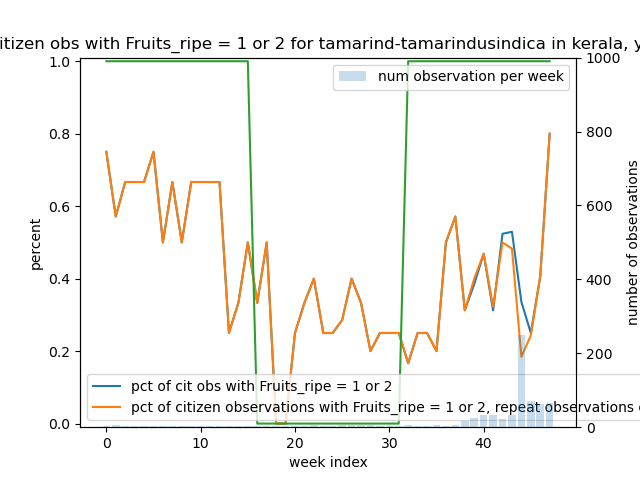 citizen obs with Fruits_ripe = 1 or 2 for tamarind-tamarindusindica in kerala, y
num observation per week
percent
1.0
0.8
0.6
0.4
0.2
0.0
1000
800
600
400
200
0
number of observations
pct of cit obs with Fruits_ripe = 1 or 2
pct of citizen observations with Fruits_ripe = 1 or 2, repeat observations
0
10
20
30
40
week index